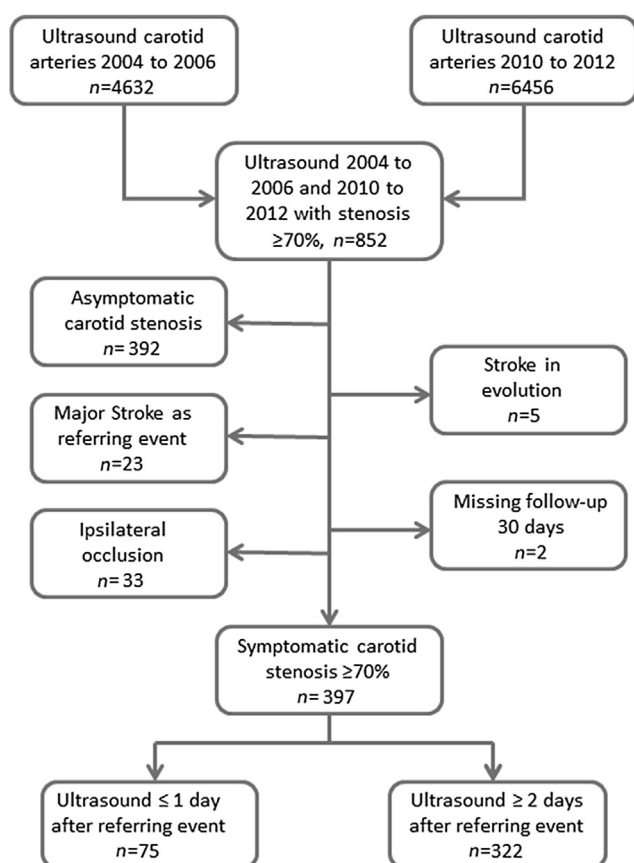 Ultrasound carotid
arteries 2004 to 2006
n=4632
Ultrasound carotid
arteries 2010 to 2012
n=6456
Ultrasound 2004 to
2006 and 2010 to
2012 with stenosis
≥70%, n=852
Asymptomatic
carotid stenosis
n= 392
Stroke in
evolution
n=5
Major Stroke as
referring event
n=23
Missing follow-up
30 days
n=2
Ipsilateral
occlusion
n= 33
Symptomatic carotid
stenosis ≥70%
n= 397
Ultrasound ≤ 1 day
after referring event
n=75
Ultrasound ≥ 2 days
after referring event
n=322